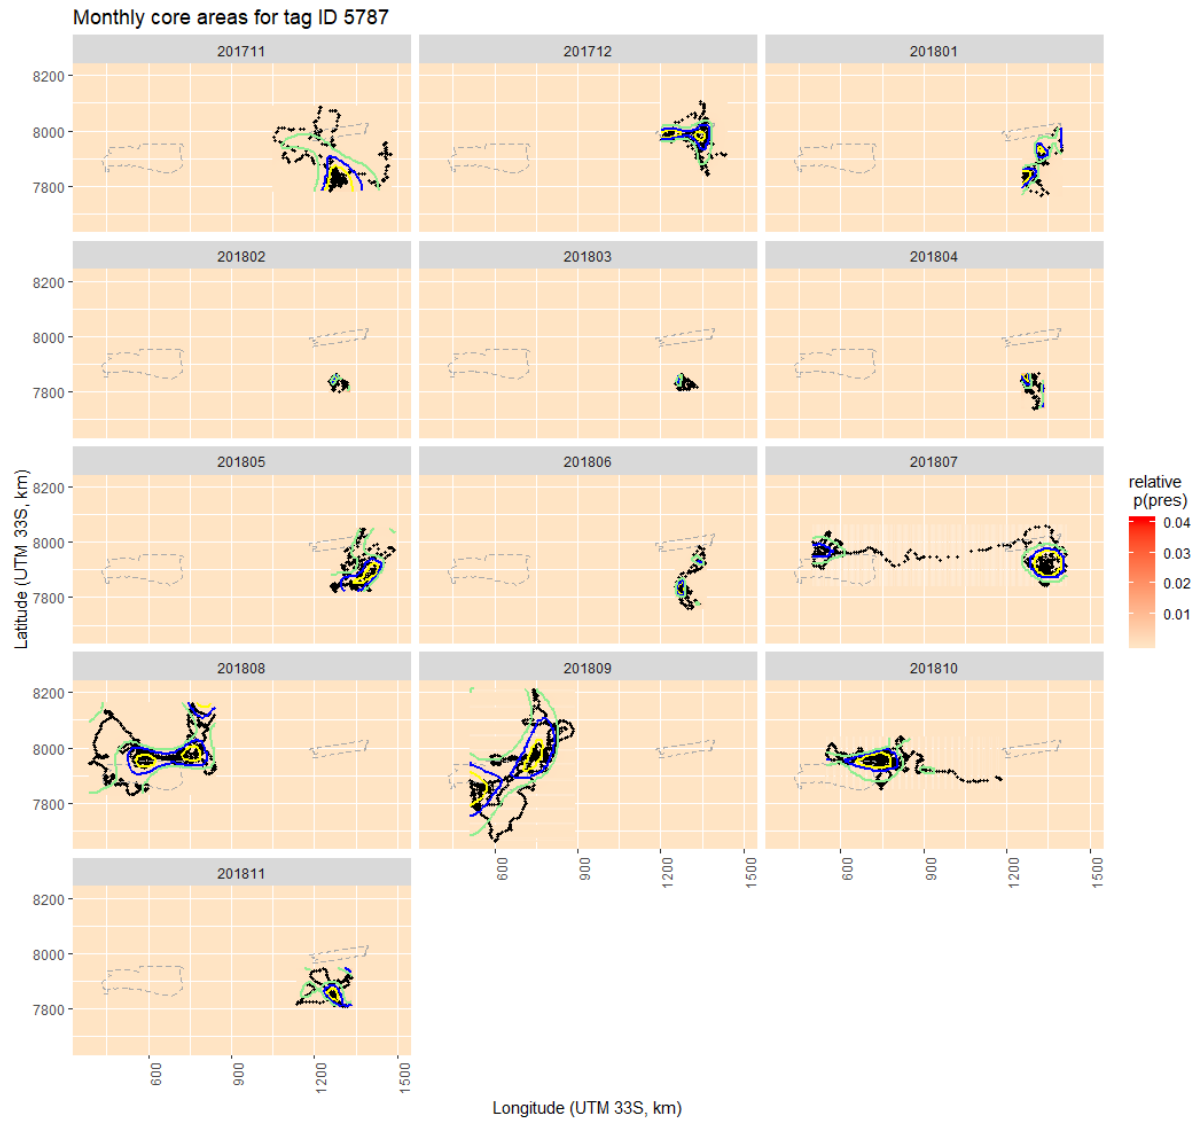 Monthly core areas for tag ID 5787
201711 201712 201801
8200
8000
7800
201802 201803 201804
8200
8000
7800
201805 201806 201807
8200
8000
7800
201808 201809 201810
8200
8000
7800
600 900 1200 1500 600 900 1200 1500
201811
8200
8000
7800
600 900 1200 1500
Longitude (UTM 33S, km)
Latitude (UTM 33S, km)
relative
p(pres)
0.04
0.03
0.02
0.01